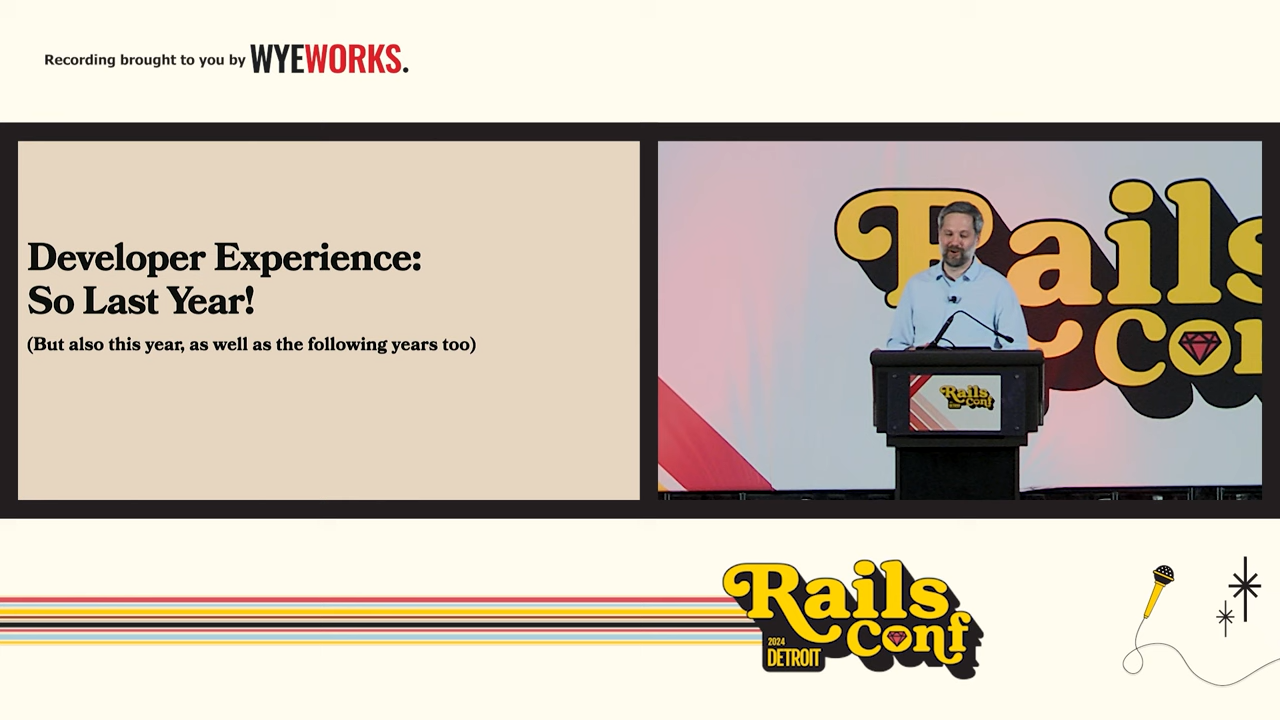 Recording brought to you by WYEWORKS.
Developer Experience:
So Last Year!
(But also this year, as well as the following years too)
Rails
Con
Rails
Conf
Rails
Conf
2024
DETROIT